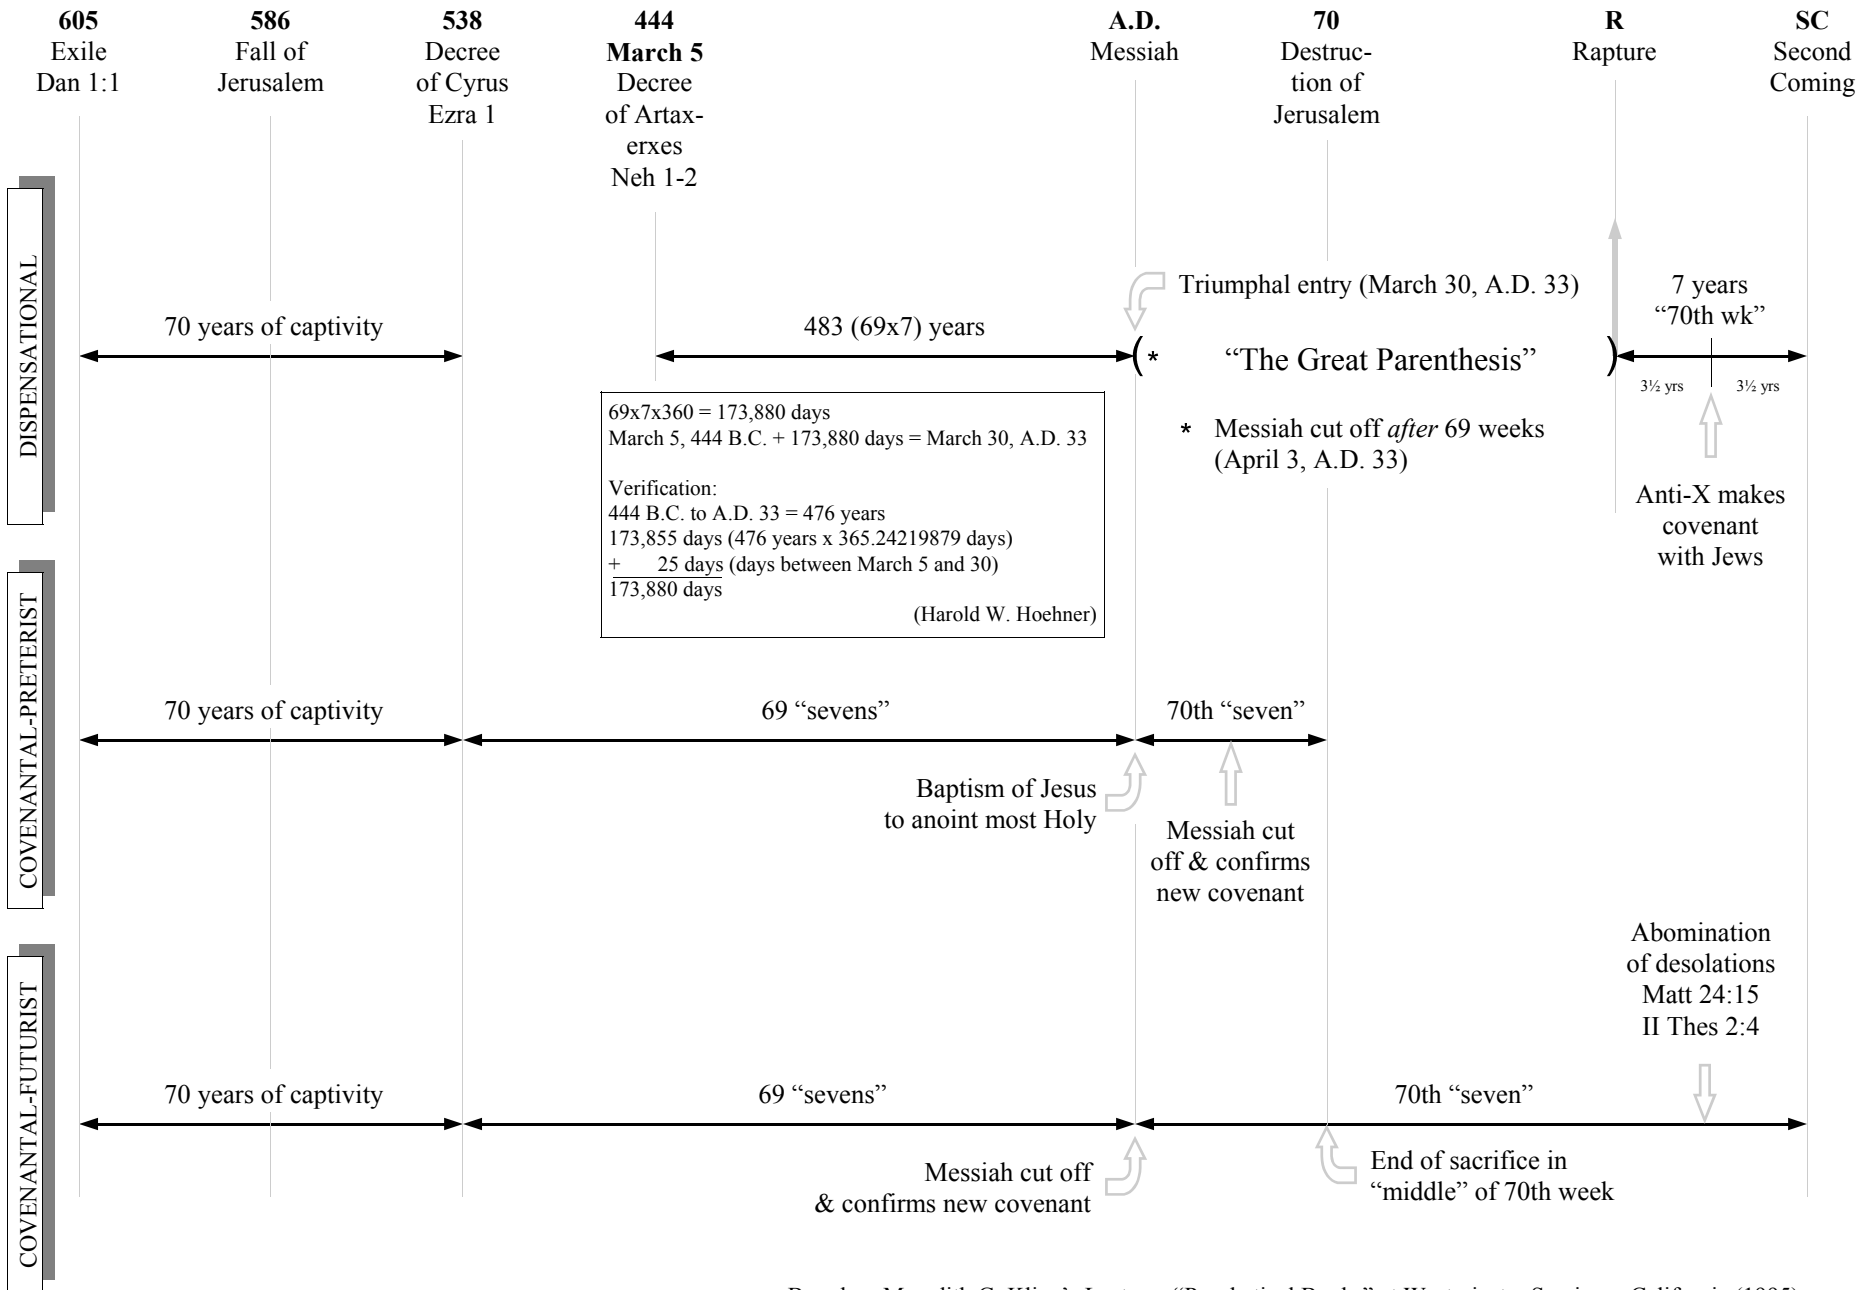 605
Exile
Dan 1:1
586
Fall of
Jerusalem
538
Decree
of Cyrus
Ezra 1
444
March 5
Decree
of Artax-
erxes
Neh 1-2
A.D.
Messiah
70
Destruc-
tion of
Jerusalem
R
Rapture
SC
Second
Coming
DISPENSATIONAL
70 years of captivity
483 (69x7) years
Triumphal entry (March 30, A.D. 33)
( * “The Great Parenthesis” )
7 years
“70th wk”
3½ yrs 3½ yrs
* Messiah cut off after 69 weeks
(April 3, A.D. 33)
Anti-X makes
covenant
with Jews
69x7x360 = 173,880 days
March 5, 444 B.C. + 173,880 days = March 30, A.D. 33
Verification:
444 B.C. to A.D. 33 = 476 years
173,855 days (476 years x 365.24219879 days)
+ 25 days (days between March 5 and 30)
173,880 days
(Harold W. Hoehner)
COVENANTAL-PRETERIST
70 years of captivity
69 “sevens”
70th “seven”
Baptism of Jesus
to anoint most Holy
Messiah cut
off & confirms
new covenant
COVENANTAL-FUTURIST
70 years of captivity
69 “sevens”
70th “seven”
Abomination
of desolations
Matt 24:15
II Thes 2:4
Messiah cut off
& confirms new covenant
End of sacrifice in
“middle” of 70th week